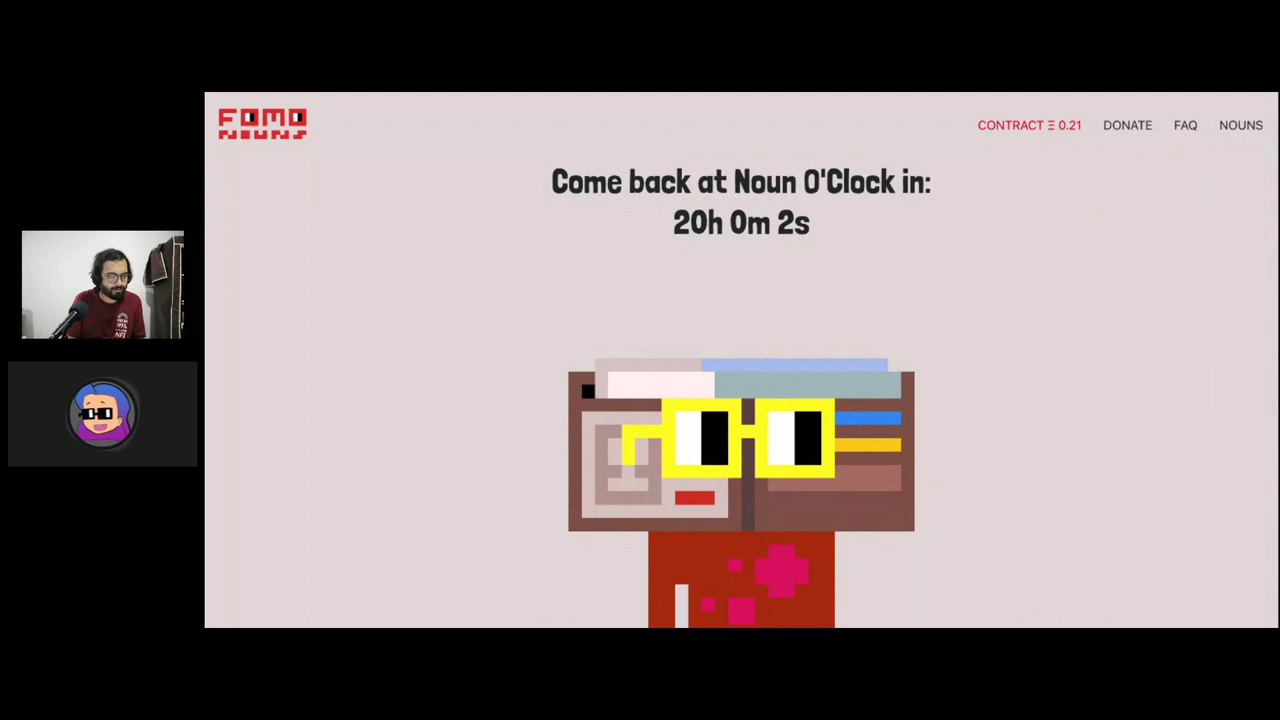 FOMO
NOUNS
CONTRACT Ξ 0.21
DONATE
FAQ
NOUNS
Come back at Noun O'Clock in:
20h 0m 2s